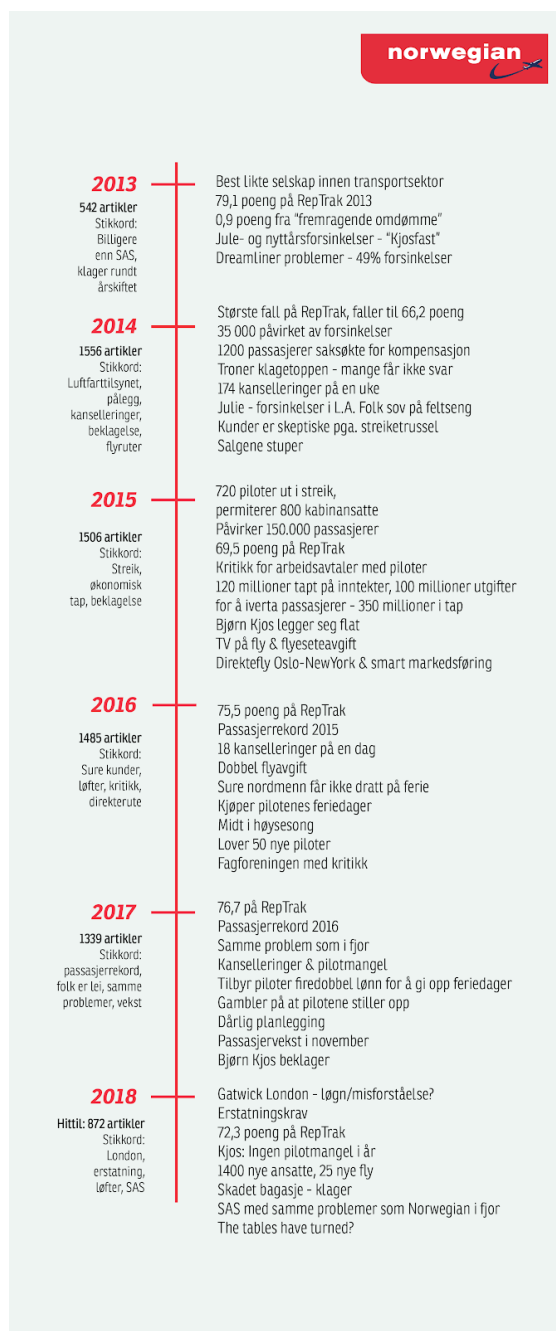 norwegian
2013
542 artikler
Stikkord:
Billigere
enn SAS,
klager rundt
årskiftet
Best likte selskap innen transportsektor
79,1 poeng på RepTrak 2013
0,9 poeng fra "fremragende omdømme"
Jule- og nyttårsforsinkelser - "Kjosfast"
Dreamliner problemer - 49% forsinkelser
2014
1556 artikler
Stikkord:
Luftfarttilsynet,
pålegg,
kanselleringer,
beklagelse,
flyruter
Største fall på RepTrak, faller til 66,2 poeng
35 000 påvirket av forsinkelser
1200 passasjerer saksøkte for kompensasjon
Troner klagetoppen - mange får ikke svar
174 kanselleringer på en uke
Julie - forsinkelser i L.A. Folk sov på feltseng
Kunder er skeptiske pga. streiketrussel
Salgene stuper
2015
1506 artikler
Stikkord:
Streik,
økonomisk
tap, beklagelse
720 piloter ut i streik,
permiterer 800 kabinansatte
Påvirker 150.000 passasjerer
69,5 poeng på RepTrak
Kritikk for arbeidsavtaler med piloter
120 millioner tapt på inntekter, 100 millioner utgifter
for å iverta passasjerer - 350 millioner i tap
Bjørn Kjos legger seg flat
TV på fly & flyeseteavgift
Direktefly Oslo-NewYork & smart markedsføring
2016
1485 artikler
Stikkord:
Sure kunder,
løfter, kritikk,
direkterute
75,5 poeng på RepTrak
Passasjerrekord 2015
18 kanselleringer på en dag
Dobbel flyavgift
Sure nordmenn får ikke dratt på ferie
Kjøper pilotenes feriedager
Midt i høysesong
Lover 50 nye piloter
Fagforeningen med kritikk
2017
1339 artikler
Stikkord:
passasjerrekord,
folk er lei, samme
problemer, vekst
76,7 på RepTrak
Passasjerrekord 2016
Samme problem som i fjor
Kanselleringer & pilotmangel
Tilbyr piloter firedobbel lønn for å gi opp feriedager
Gambler på at pilotene stiller opp
Dårlig planlegging
Passasjervekst i november
Bjørn Kjos beklager
2018
Hittil: 872 artikler
Stikkord:
London,
erstatning,
løfter, SAS
Gatwick London - løgn/misforståelse?
Erstatningskrav
72,3 poeng på RepTrak
Kjos: Ingen pilotmangel i år
1400 nye ansatte, 25 nye fly
Skadet bagasje - klager
SAS med samme problemer som Norwegian i fjor
The tables have turned?